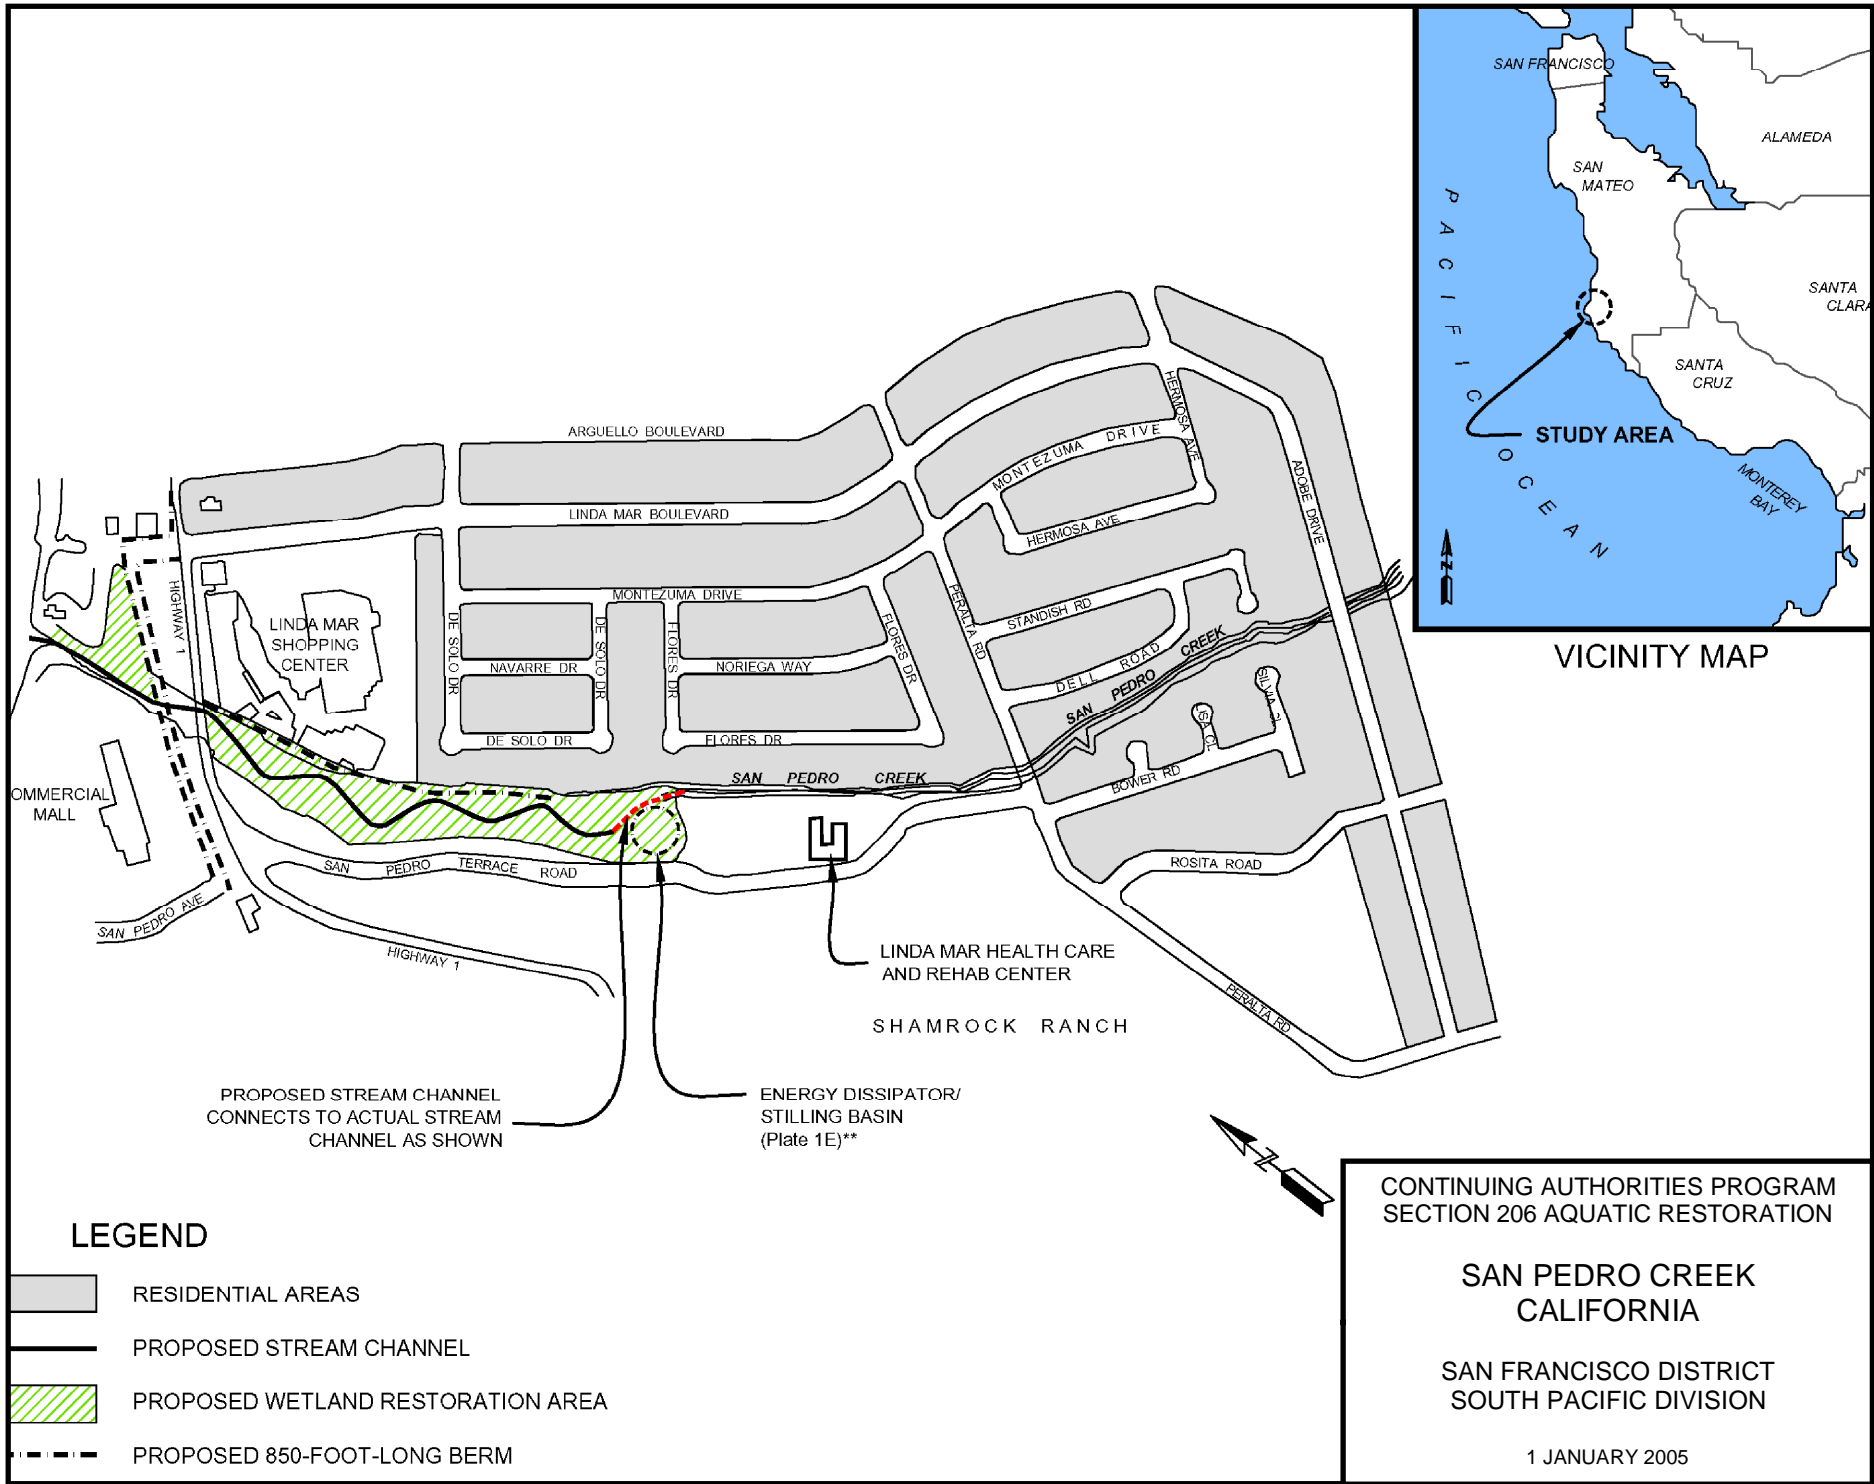 SAN FRANCISCO
ALAMEDA
SAN
MATEO
SANTA
CLARA
SANTA
CRUZ
PACIFIC OCEAN
STUDY AREA
MONTEREY
BAY
N
VICINITY MAP
ARGUELLO BOULEVARD
LINDA MAR BOULEVARD
MONTEZUMA DRIVE
MONTEZUMA DRIVE
HERMOSA AVE
HERMOSA AVE
ADOBE DRIVE
HIGHWAY 1
LINDA MAR
SHOPPING
CENTER
DE SOLO DR
NAVARRE DR
DE SOLO DR
DE SOLO DR
FLORES DR
NORIEGA WAY
FLORES DR
FLORES DR
PERALTA RD
STANDISH RD
DELL ROAD
SAN PEDRO CREEK
SILVIA CL
LISA CL
BOWER RD
SAN PEDRO CREEK
OMMERCIAL
MALL
SAN PEDRO TERRACE ROAD
ROSITA ROAD
SAN PEDRO AVE
HIGHWAY 1
LINDA MAR HEALTH CARE
AND REHAB CENTER
SHAMROCK RANCH
PERALTA RD
PROPOSED STREAM CHANNEL
CONNECTS TO ACTUAL STREAM
CHANNEL AS SHOWN
ENERGY DISSIPATOR/
STILLING BASIN
(Plate 1E)**
N
LEGEND
RESIDENTIAL AREAS
PROPOSED STREAM CHANNEL
PROPOSED WETLAND RESTORATION AREA
PROPOSED 850-FOOT-LONG BERM
CONTINUING AUTHORITIES PROGRAM
SECTION 206 AQUATIC RESTORATION
SAN PEDRO CREEK
CALIFORNIA
SAN FRANCISCO DISTRICT
SOUTH PACIFIC DIVISION
1 JANUARY 2005